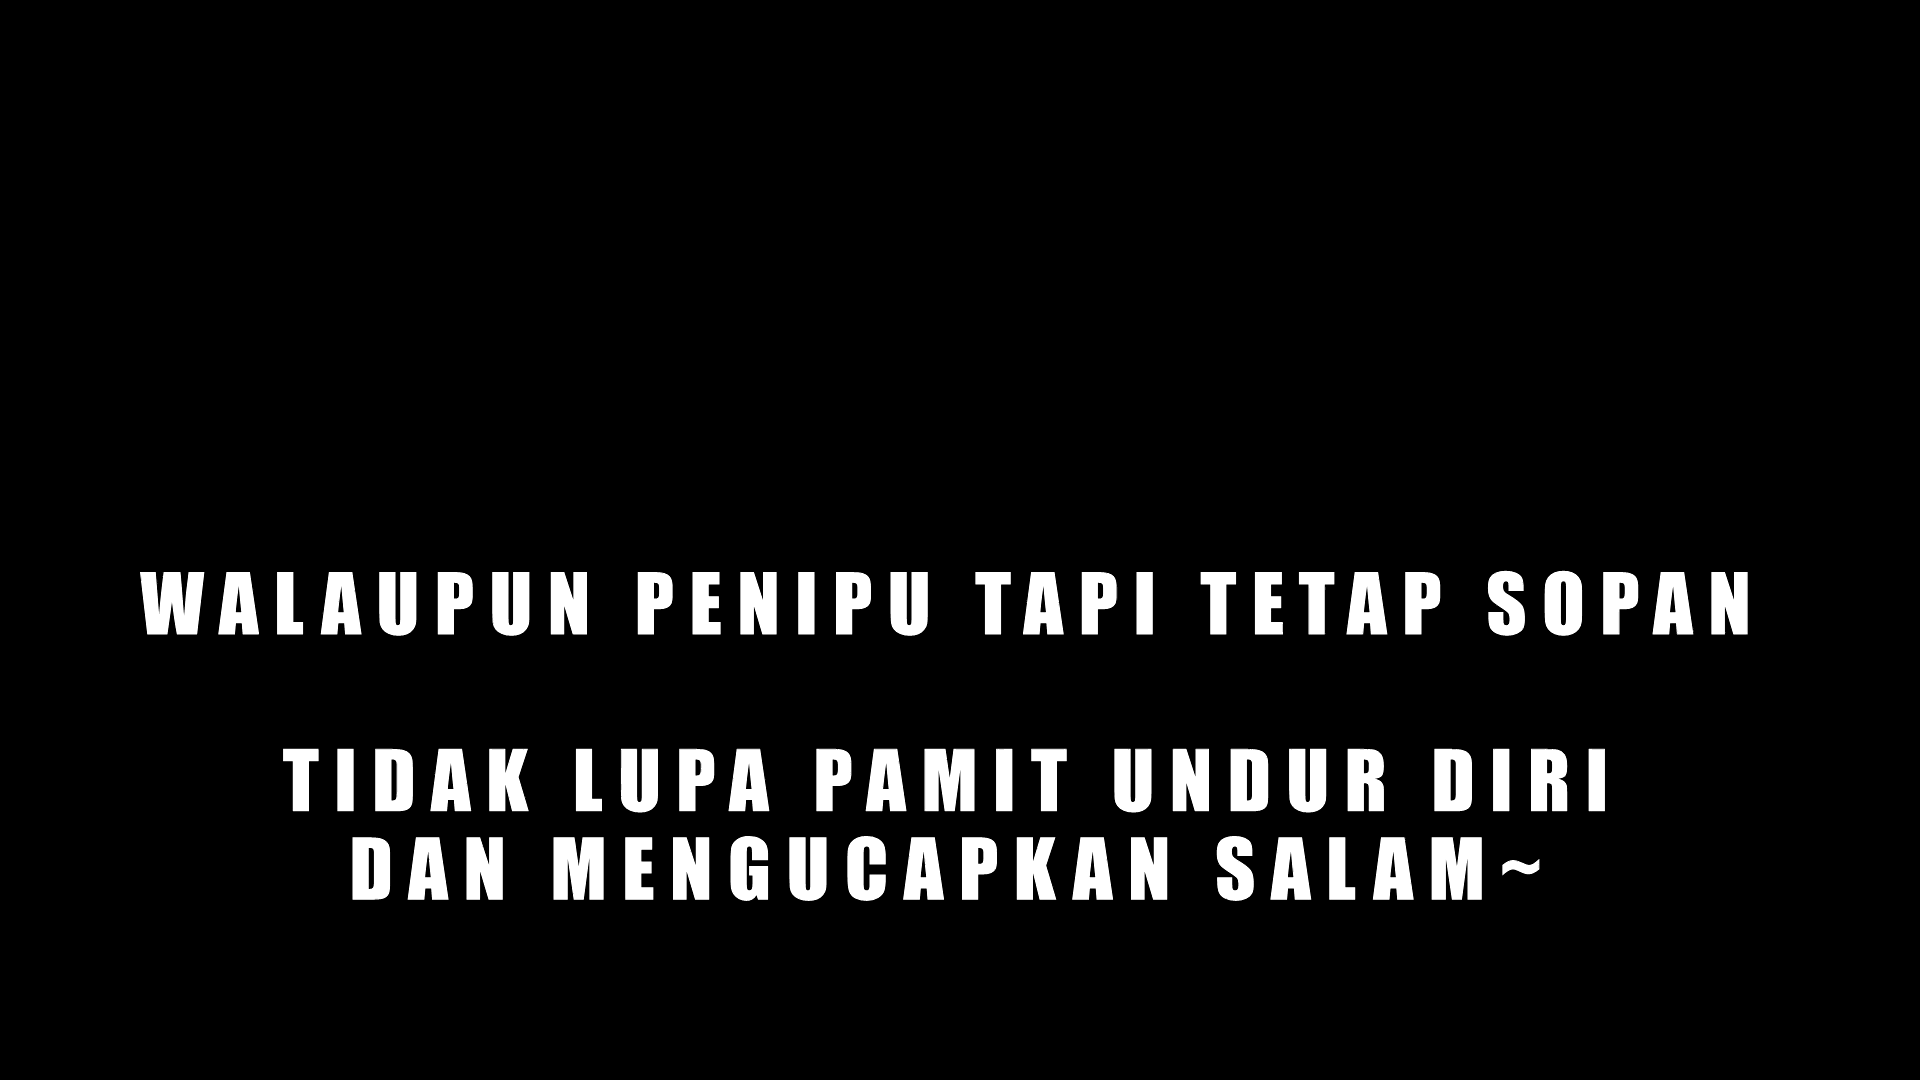 WALAUPUN PENIPU TAPI TETAP SOPAN
TIDAK LUPA PAMIT UNDUR DIRI
DAN MENGUCAPKAN SALAM~